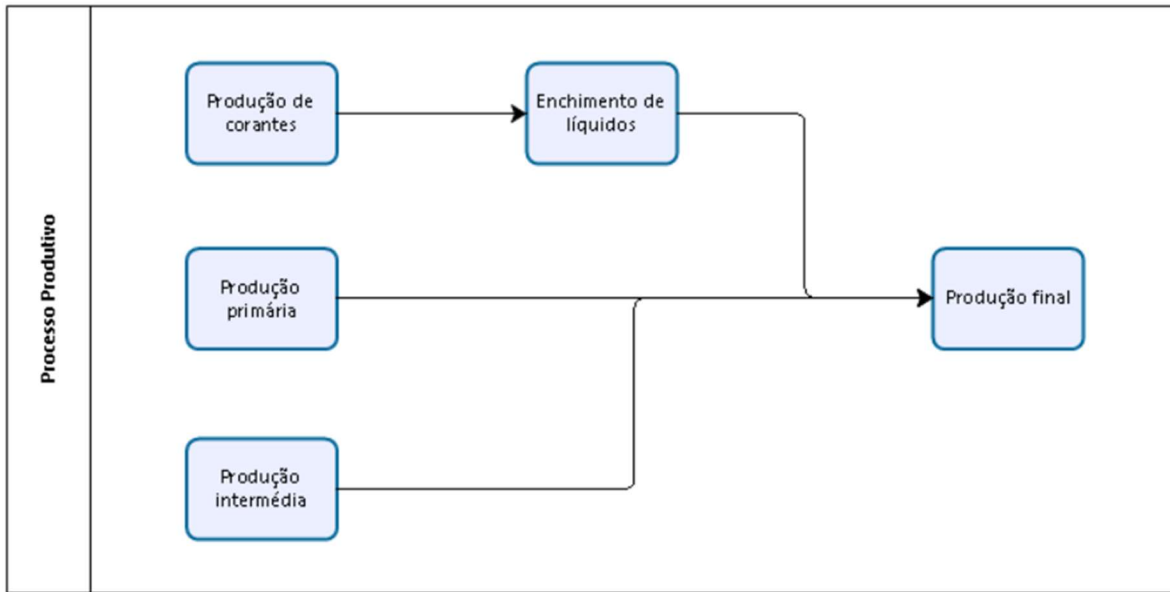 Processo Produtivo
Produção de
corantes
Enchimento de
líquidos
Produção
primária
Produção final
Produção
intermédia